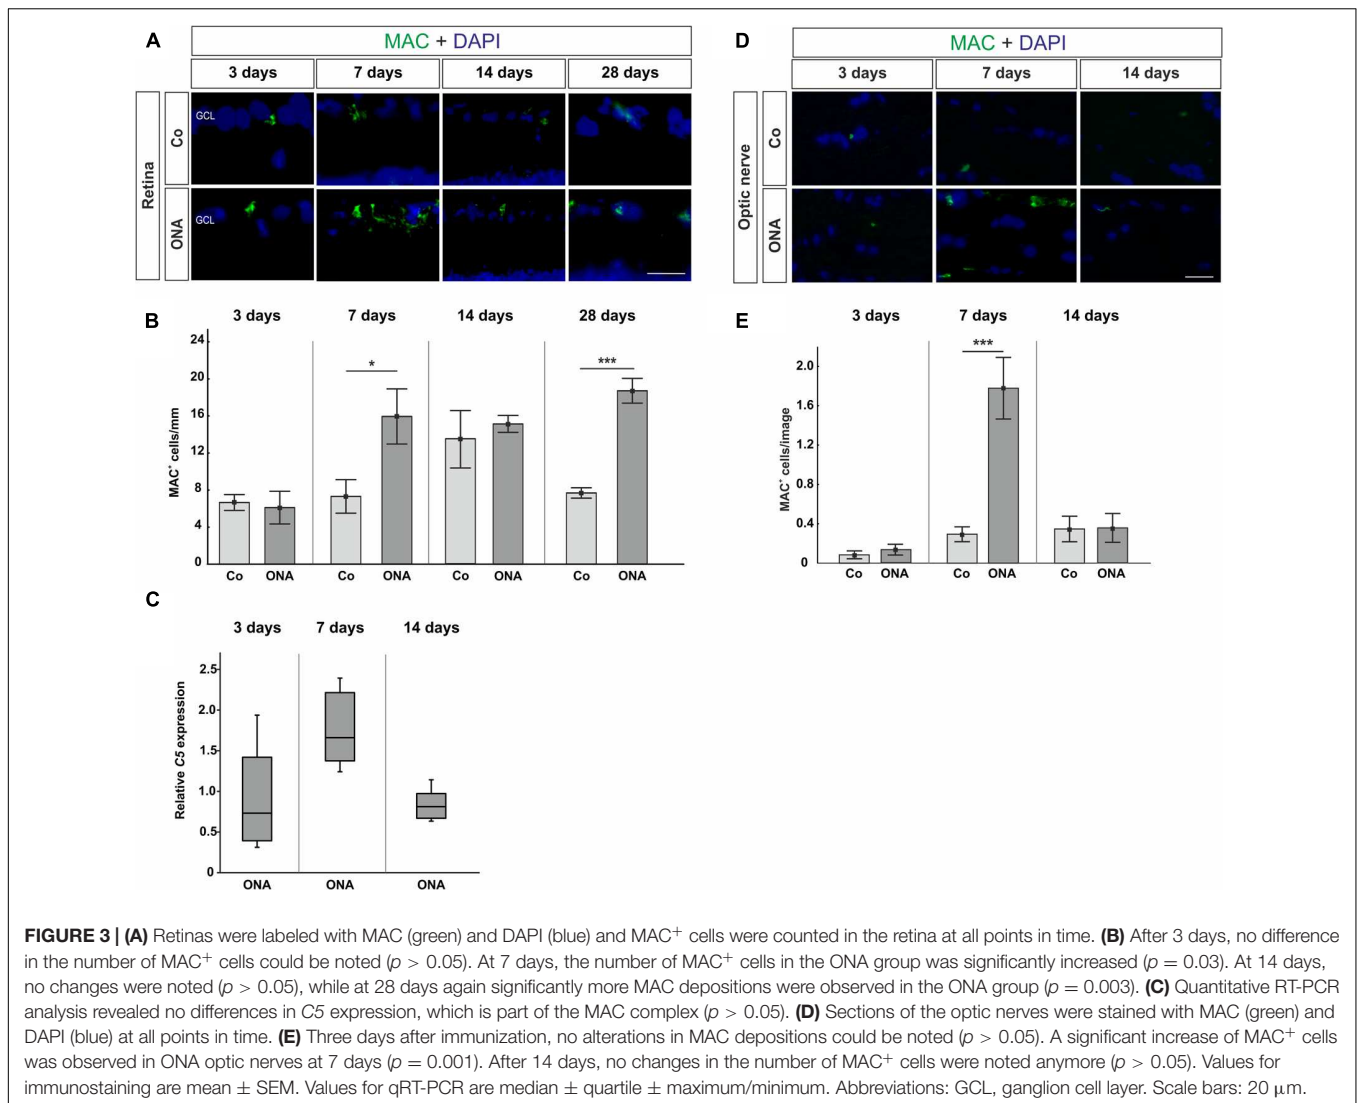 A
MAC + DAPI
3 days 7 days 14 days 28 days
Retina
Co
GCL
ONA
GCL
D
MAC + DAPI
3 days 7 days 14 days
Optic nerve
Co
ONA
B
3 days 7 days 14 days 28 days
MAC⁺ cells/mm
24
20
16
12
8
4
0
*
***
Co ONA Co ONA Co ONA Co ONA
E
3 days 7 days 14 days
MAC⁺ cells/image
2.0
1.6
1.2
0.8
0.4
0
***
Co ONA Co ONA Co ONA
C
3 days 7 days 14 days
Relative C5 expression
2.5
2.0
1.5
1.0
0.5
0
ONA ONA ONA
FIGURE 3 | (A) Retinas were labeled with MAC (green) and DAPI (blue) and MAC⁺ cells were counted in the retina at all points in time. (B) After 3 days, no difference
in the number of MAC⁺ cells could be noted (p > 0.05). At 7 days, the number of MAC⁺ cells in the ONA group was significantly increased (p = 0.03). At 14 days,
no changes were noted (p > 0.05), while at 28 days again significantly more MAC depositions were observed in the ONA group (p = 0.003). (C) Quantitative RT-PCR
analysis revealed no differences in C5 expression, which is part of the MAC complex (p > 0.05). (D) Sections of the optic nerves were stained with MAC (green) and
DAPI (blue) at all points in time. (E) Three days after immunization, no alterations in MAC depositions could be noted (p > 0.05). A significant increase of MAC⁺ cells
was observed in ONA optic nerves at 7 days (p = 0.001). After 14 days, no changes in the number of MAC⁺ cells were noted anymore (p > 0.05). Values for
immunostaining are mean ± SEM. Values for qRT-PCR are median ± quartile ± maximum/minimum. Abbreviations: GCL, ganglion cell layer. Scale bars: 20 μm.